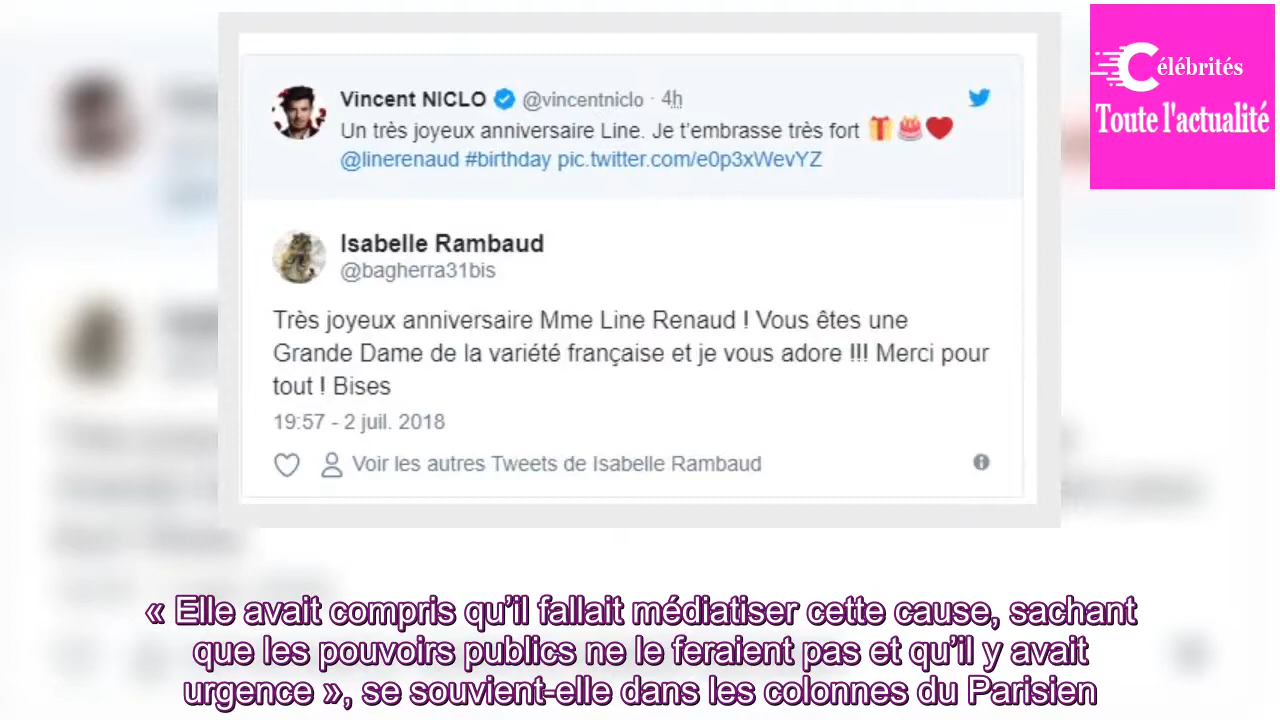 Vincent NICLO @vincentniclo · 4h
Un très joyeux anniversaire Line. Je t'embrasse très fort 🎁🎂❤️
@linerenaud #birthday pic.twitter.com/e0p3xWevYZ
Isabelle Rambaud
@bagherra31bis
Très joyeux anniversaire Mme Line Renaud ! Vous êtes une
Grande Dame de la variété française et je vous adore !!! Merci pour
tout ! Bises
19:57 - 2 juil. 2018
Voir les autres Tweets de Isabelle Rambaud
Célébrités
Toute l'actualité
« Elle avait compris qu’il fallait médiatiser cette cause, sachant
que les pouvoirs publics ne le feraient pas et qu’il y avait
urgence », se souvient-elle dans les colonnes du Parisien